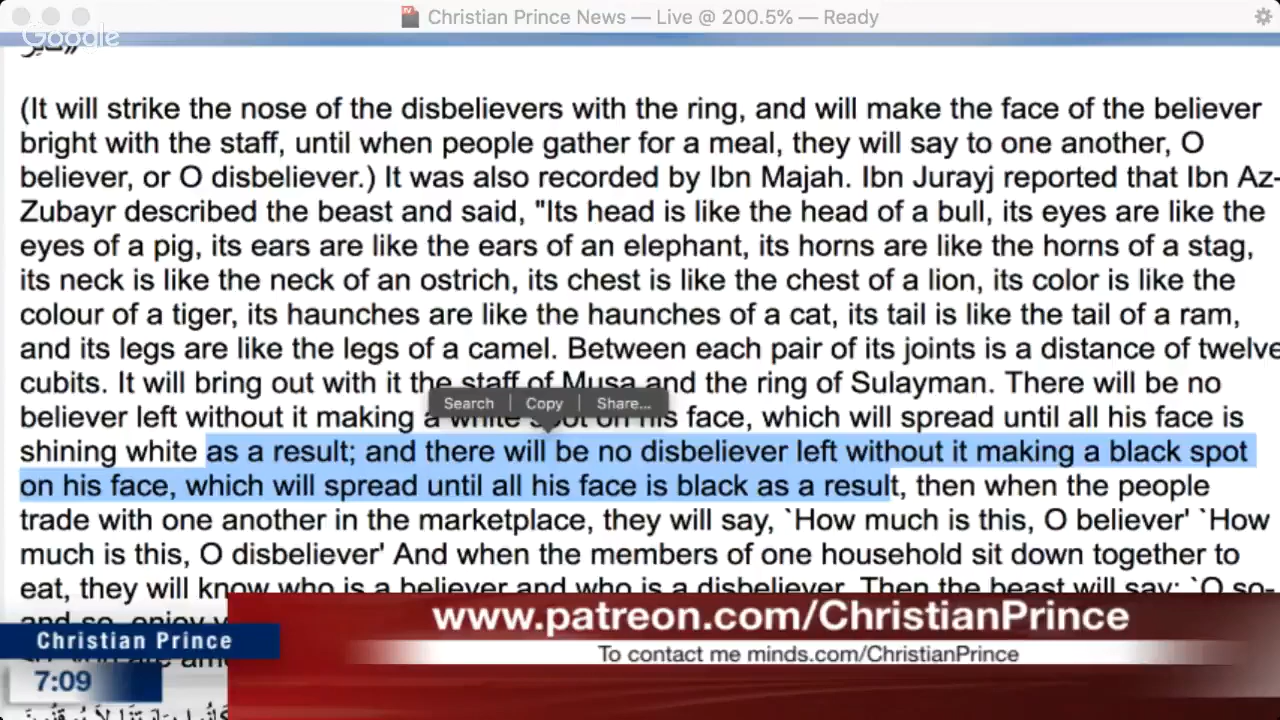 Christian Prince News — Live @ 200.5% — Ready
Google
(It will strike the nose of the disbelievers with the ring, and will make the face of the believer
bright with the staff, until when people gather for a meal, they will say to one another, O
believer, or O disbeliever.) It was also recorded by Ibn Majah. Ibn Jurayj reported that Ibn Az-
Zubayr described the beast and said, "Its head is like the head of a bull, its eyes are like the
eyes of a pig, its ears are like the ears of an elephant, its horns are like the horns of a stag,
its neck is like the neck of an ostrich, its chest is like the chest of a lion, its color is like the
colour of a tiger, its haunches are like the haunches of a cat, its tail is like the tail of a ram,
and its legs are like the legs of a camel. Between each pair of its joints is a distance of twelve
cubits. It will bring out with it the staff of Musa and the ring of Sulayman. There will be no
Search Copy Share...
believer left without it making a white spot on his face, which will spread until all his face is
shining white as a result; and there will be no disbeliever left without it making a black spot
on his face, which will spread until all his face is black as a result, then when the people
trade with one another in the marketplace, they will say, `How much is this, O believer' `How
much is this, O disbeliever' And when the members of one household sit down together to
eat, they will know who is a believer and who is a disbeliever. Then the beast will say: `O so-
and so, enjoy
www.patreon.com/ChristianPrince
Christian Prince
To contact me minds.com/ChristianPrince
7:09